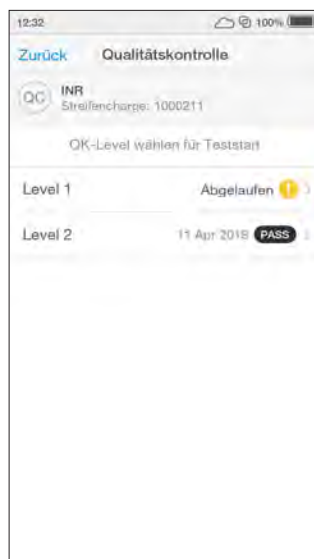 12:32 100%
Zurück Qualitätskontrolle
QC INR
Streifencharge: 1000211
QK-Level wählen für Teststart
Level 1 Abgelaufen !
Level 2 11 Apr 2018 PASS